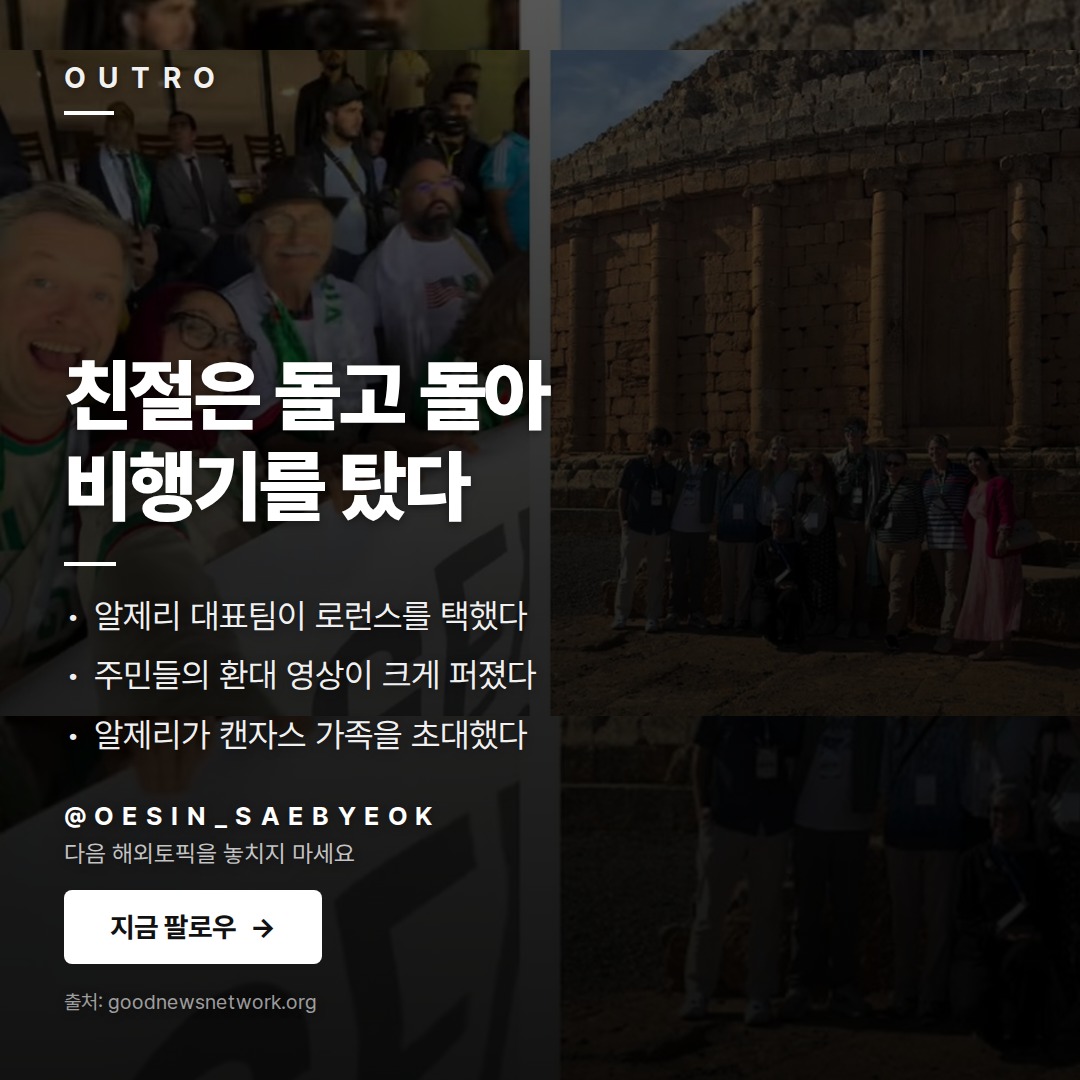 OUTRO
친절은 돌고 돌아
비행기를 탔다
• 알제리 대표팀이 로런스를 택했다
• 주민들의 환대 영상이 크게 퍼졌다
• 알제리가 캔자스 가족을 초대했다
@OESIN_SAEBYEOK
다음 해외토픽을 놓치지 마세요
지금 팔로우 →
출처: goodnewsnetwork.org